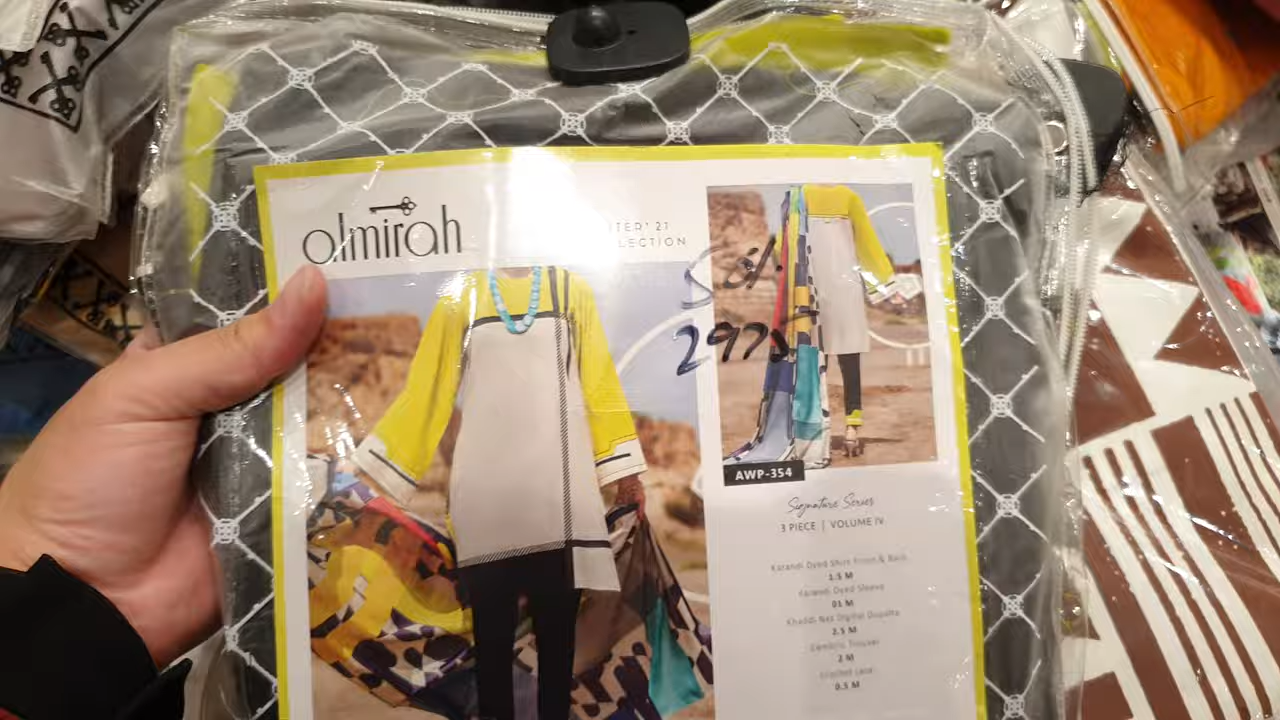 almirah
TER' 21
LECTION
2975
AWP-354
Signature Series
3 PIECE | VOLUME IV
Karandi Dyed Shirt Front & Back
1.5 M
Karandi Dyed Sleeve
01 M
Khaddi Net Digital Dupatta
2.5 M
Cambric Trouser
2 M
0.5 M